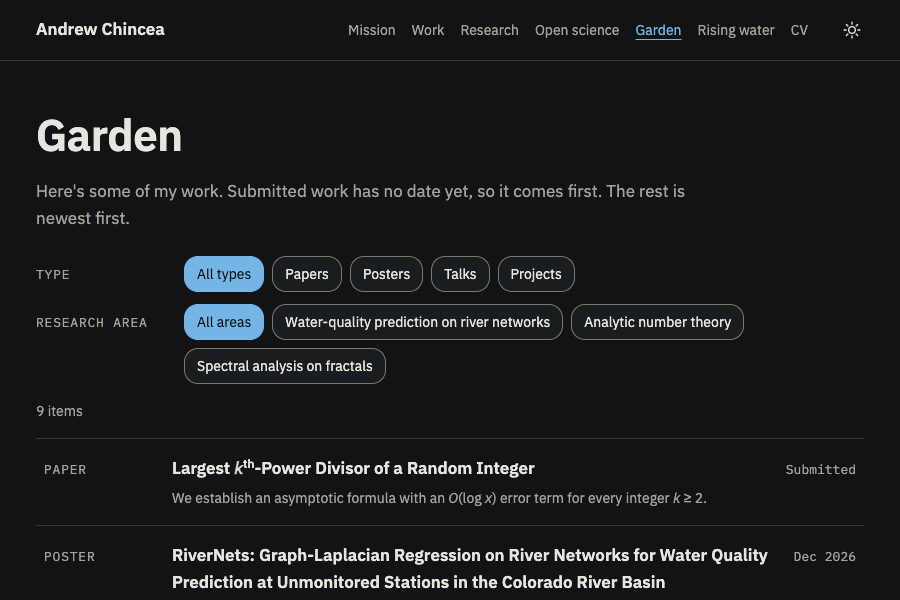 Andrew Chincea
Mission Work Research Open science Garden Rising water CV
Garden
Here's some of my work. Submitted work has no date yet, so it comes first. The rest is
newest first.
TYPE
All types Papers Posters Talks Projects
RESEARCH AREA
All areas Water-quality prediction on river networks Analytic number theory
Spectral analysis on fractals
9 items
PAPER
Largest kᵗʰ-Power Divisor of a Random Integer
Submitted
We establish an asymptotic formula with an O(log x) error term for every integer k ≥ 2.
POSTER
RiverNets: Graph-Laplacian Regression on River Networks for Water Quality
Dec 2026
Prediction at Unmonitored Stations in the Colorado River Basin